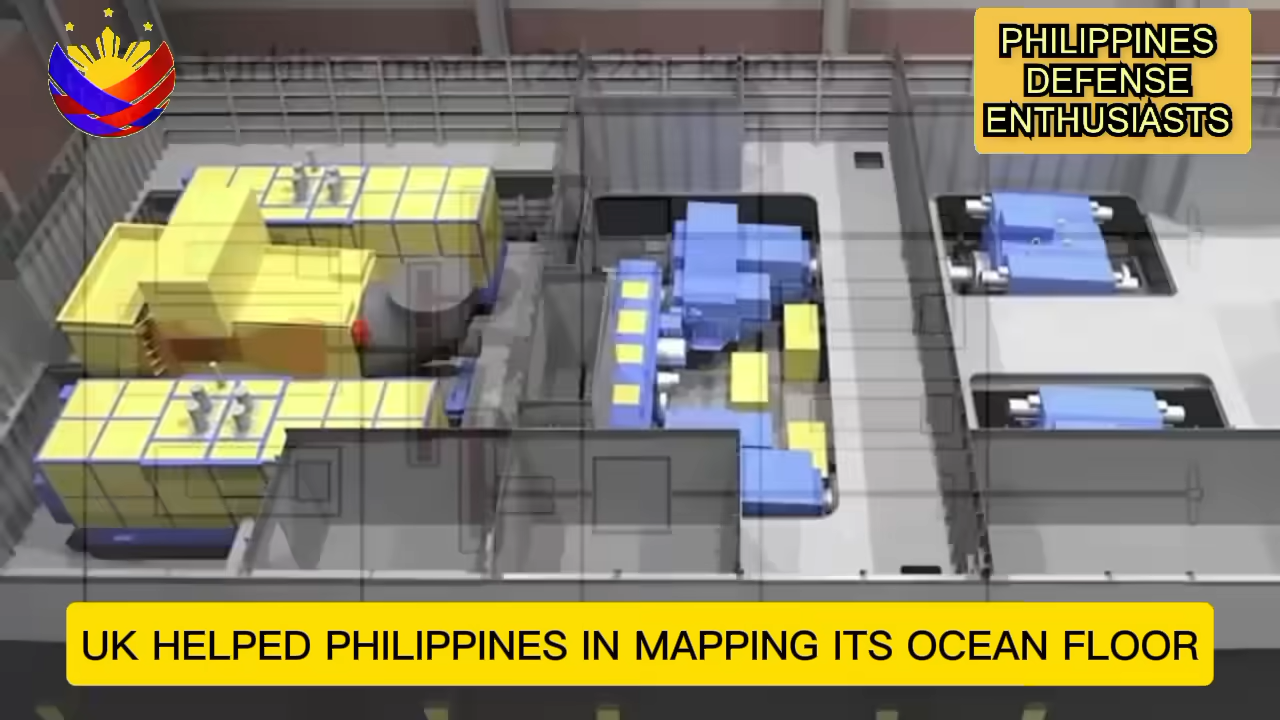 PHILIPPINES
DEFENSE
ENTHUSIASTS
UK HELPED PHILIPPINES IN MAPPING ITS OCEAN FLOOR